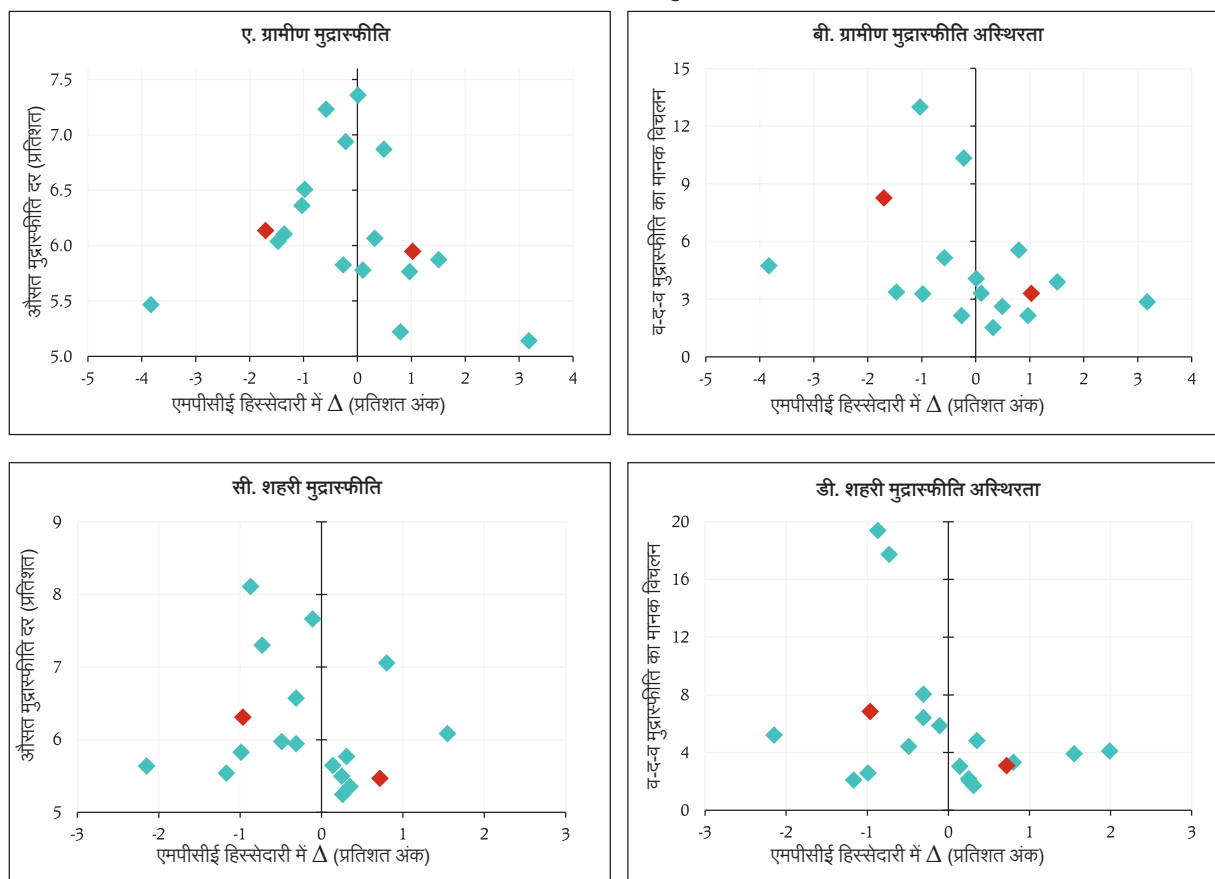 ए. ग्रामीण मुद्रास्फीति
औसत मुद्रास्फीति दर (प्रतिशत)
7.5
7.0
6.5
6.0
5.5
5.0
-5 -4 -3 -2 -1 0 1 2 3 4
एमपीसीई हिस्सेदारी में Δ (प्रतिशत अंक)
बी. ग्रामीण मुद्रास्फीति अस्थिरता
व-द-व मुद्रास्फीति का मानक विचलन
15
12
9
6
3
0
-5 -4 -3 -2 -1 0 1 2 3 4
एमपीसीई हिस्सेदारी में Δ (प्रतिशत अंक)
सी. शहरी मुद्रास्फीति
औसत मुद्रास्फीति दर (प्रतिशत)
9
8
7
6
5
-3 -2 -1 0 1 2 3
एमपीसीई हिस्सेदारी में Δ (प्रतिशत अंक)
डी. शहरी मुद्रास्फीति अस्थिरता
व-द-व मुद्रास्फीति का मानक विचलन
20
16
12
8
4
0
-3 -2 -1 0 1 2 3
एमपीसीई हिस्सेदारी में Δ (प्रतिशत अंक)